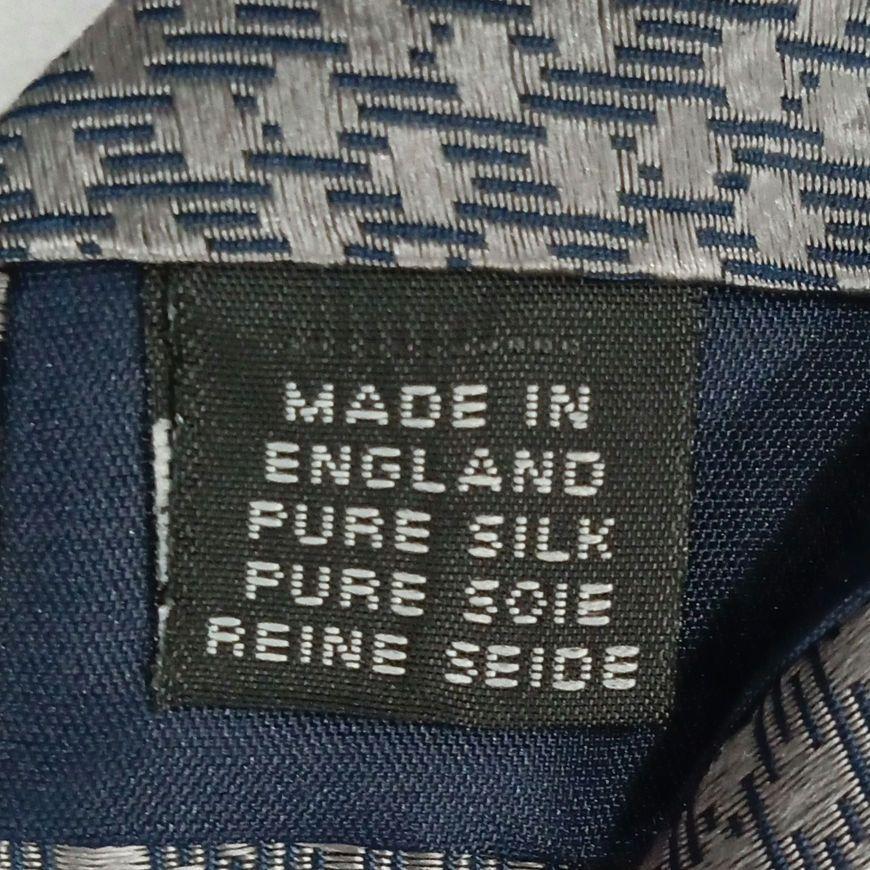 MADE IN
ENGLAND
PURE SILK
PURE SOIE
REINE SEIDE